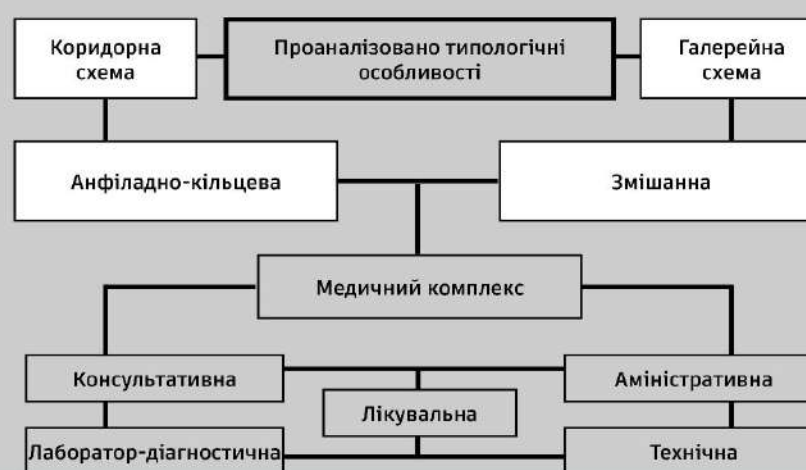 Коридорна
схема
Проаналізовано типологічні
особливості
Галерейна
схема
Анфіладно-кільцева
Змішанна
Медичний комплекс
Консультативна
Аміністративна
Лікувальна
Лаборатор-діагностична
Технічна